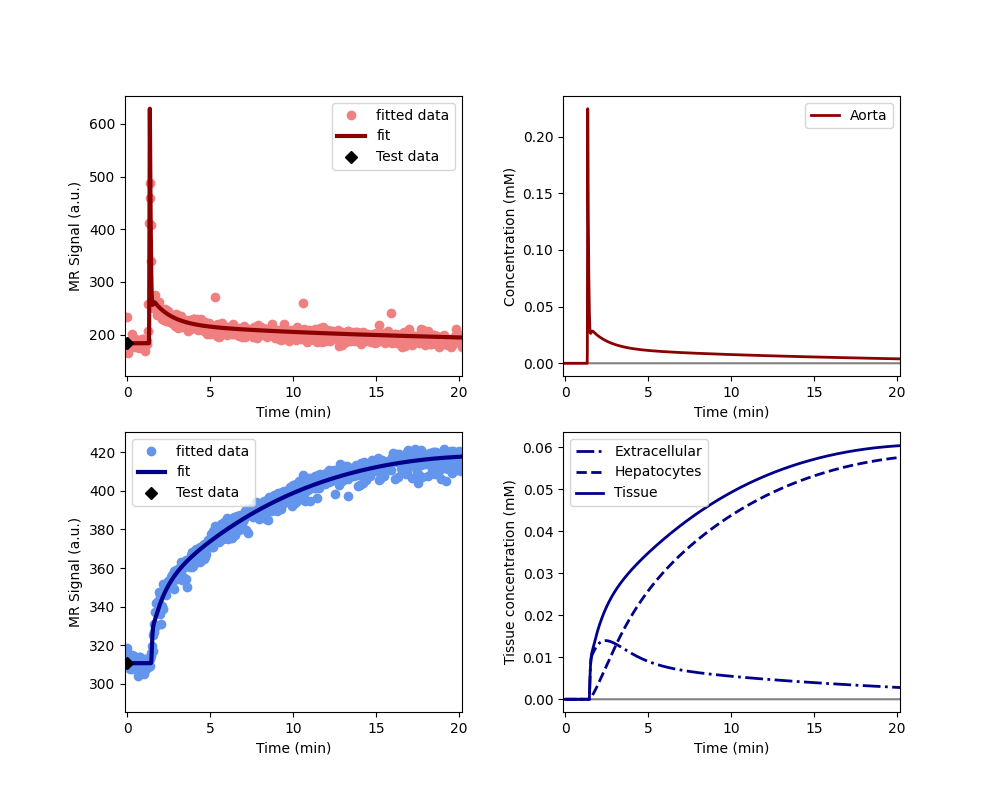 600
500
400
300
200
MR Signal (a.u.)
fitted data
fit
Test data
0
5
10
15
20
Time (min)
0.20
0.15
0.10
0.05
0.00
Concentration (mM)
Aorta
0
5
10
15
20
Time (min)
420
400
380
360
340
320
300
MR Signal (a.u.)
fitted data
fit
Test data
0
5
10
15
20
Time (min)
0.06
0.05
0.04
0.03
0.02
0.01
0.00
Tissue concentration (mM)
Extracellular
Hepatocytes
Tissue
0
5
10
15
20
Time (min)